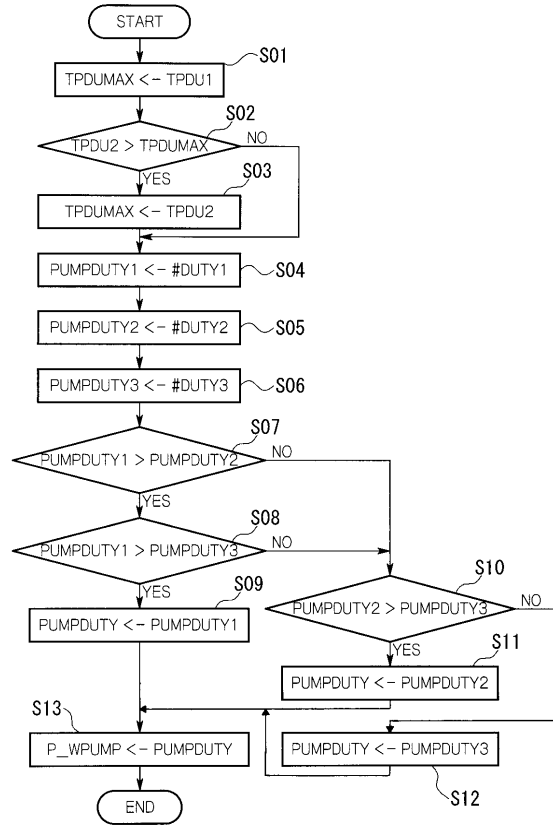 START
S01
TPDUMAX <- TPDU1
S02
TPDU2 > TPDUMAX
NO
YES
S03
TPDUMAX <- TPDU2
PUMPDUTY1 <- #DUTY1
S04
PUMPDUTY2 <- #DUTY2
S05
PUMPDUTY3 <- #DUTY3
S06
S07
PUMPDUTY1 > PUMPDUTY2
NO
YES
S08
PUMPDUTY1 > PUMPDUTY3
NO
YES
S09
PUMPDUTY <- PUMPDUTY1
S10
PUMPDUTY2 > PUMPDUTY3
NO
YES
S11
PUMPDUTY <- PUMPDUTY2
S13
P_WPUMP <- PUMPDUTY
PUMPDUTY <- PUMPDUTY3
S12
END